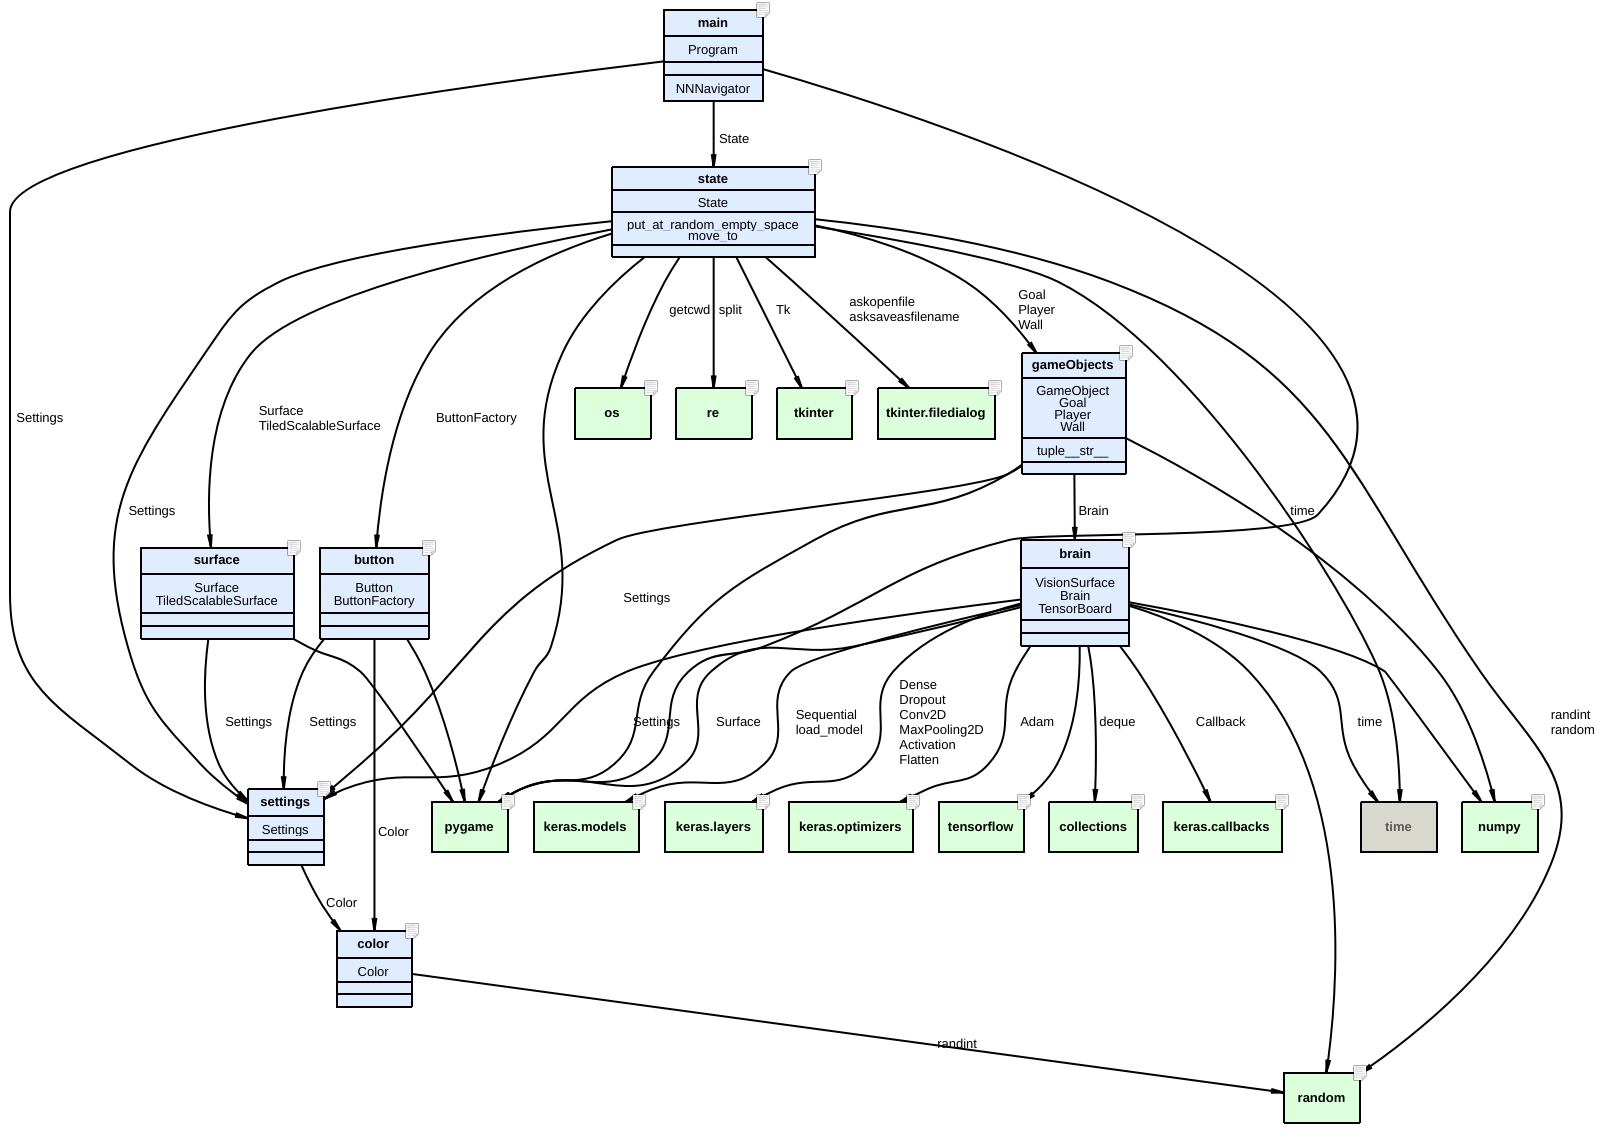 main
Program
NNNavigator
State
state
State
put_at_random_empty_space
move_to
getcwd
split
Tk
askopenfile
asksaveasfilename
Goal
Player
Wall
gameObjects
GameObject
Goal
Player
Wall
tuple__str__
os
re
tkinter
tkinter.filedialog
Settings
Surface
TiledScalableSurface
ButtonFactory
Settings
Brain
time
surface
Surface
TiledScalableSurface
button
Button
ButtonFactory
brain
VisionSurface
Brain
TensorBoard
Settings
Settings
Settings
Settings
Surface
Sequential
load_model
Dense
Dropout
Conv2D
MaxPooling2D
Activation
Flatten
Adam
deque
Callback
time
randint
random
settings
Settings
pygame
keras.models
keras.layers
keras.optimizers
tensorflow
collections
keras.callbacks
time
numpy
Color
Color
color
Color
randint
random